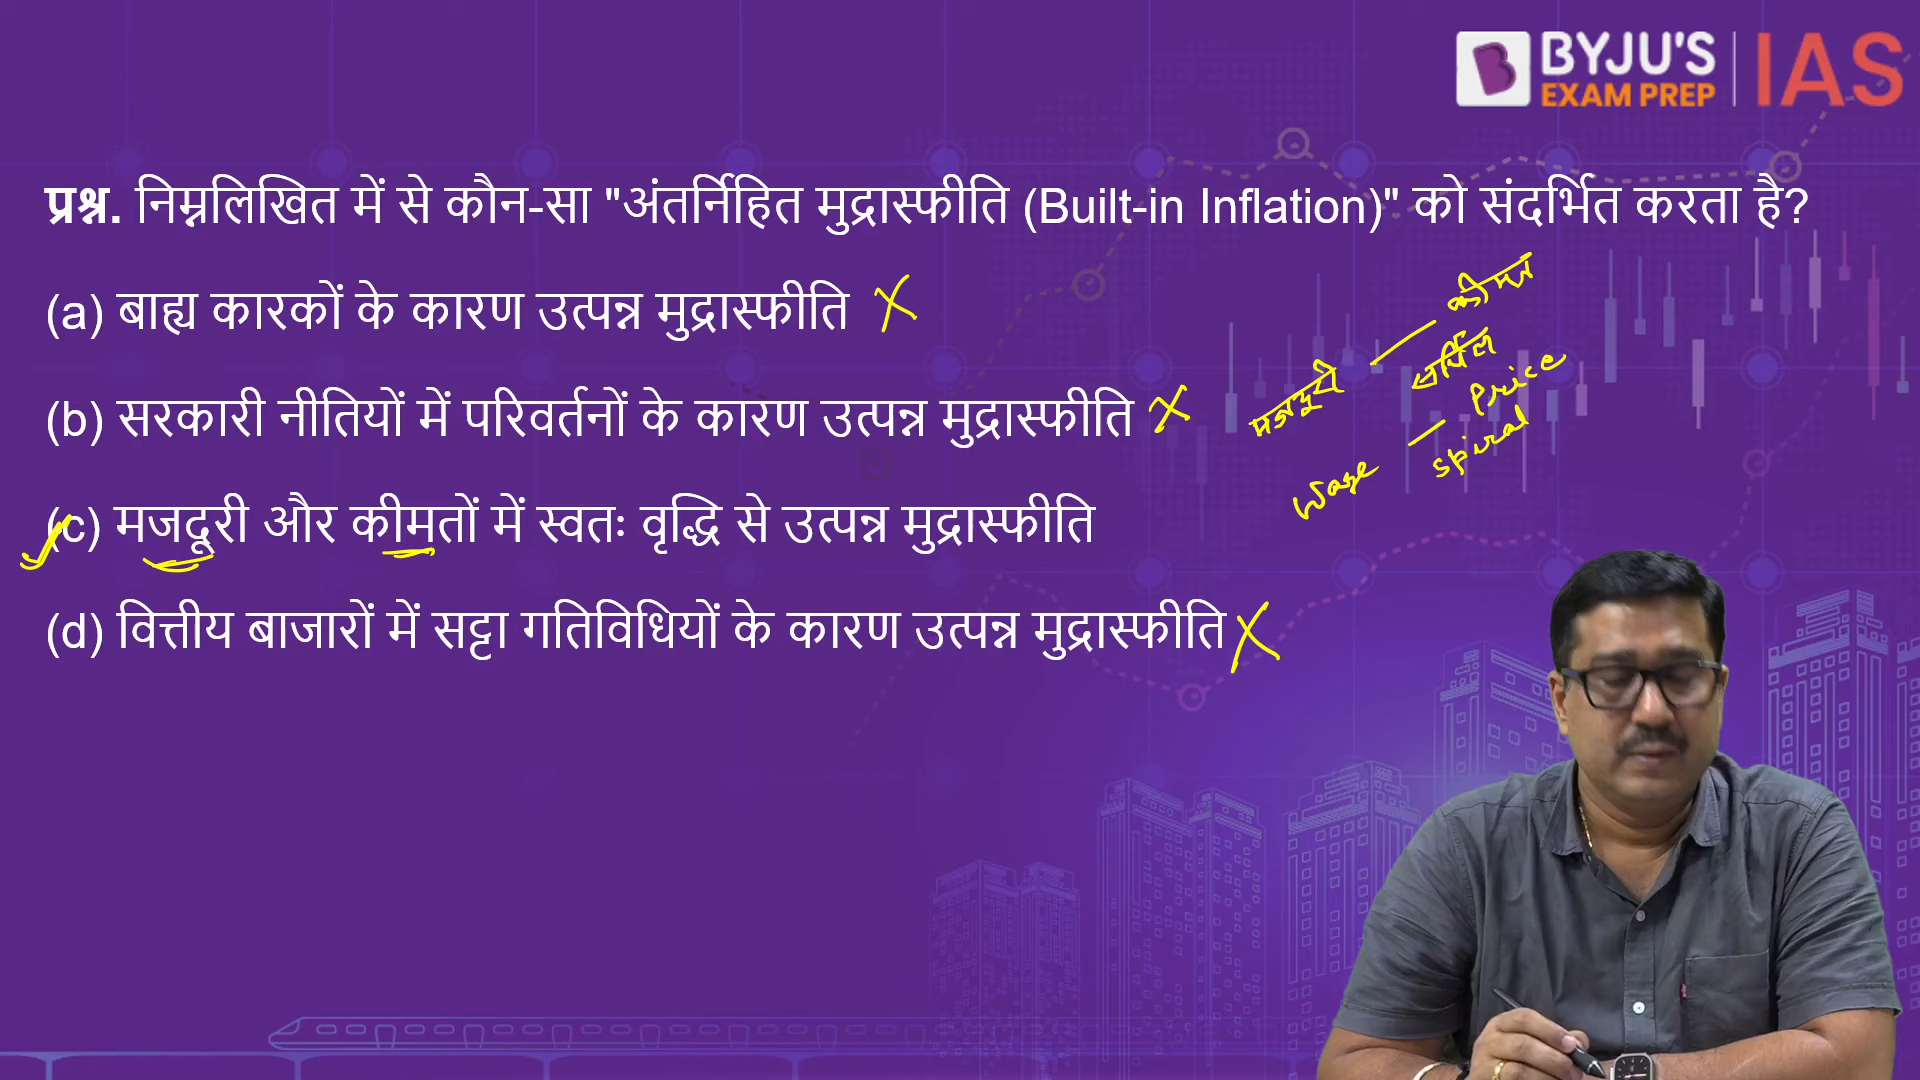 BYJU'S
EXAM PREP
IAS
प्रश्न. निम्नलिखित में से कौन-सा "अंतर्निहित मुद्रास्फीति (Built-in Inflation)" को संदर्भित करता है?
(a) बाह्य कारकों के कारण उत्पन्न मुद्रास्फीति
(b) सरकारी नीतियों में परिवर्तनों के कारण उत्पन्न मुद्रास्फीति
(c) मजदूरी और कीमतों में स्वतः वृद्धि से उत्पन्न मुद्रास्फीति
(d) वित्तीय बाजारों में सट्टा गतिविधियों के कारण उत्पन्न मुद्रास्फीति
मजदूरी — कीमत
सर्पिल
Wage — Price
Spiral